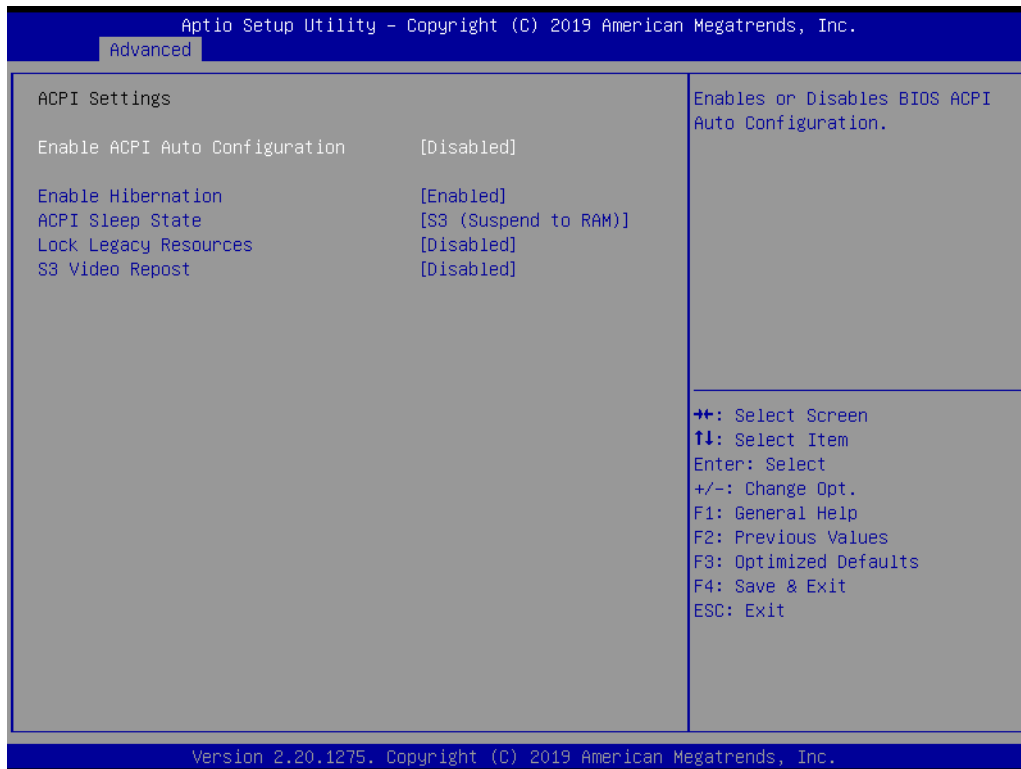 Aptio Setup Utility – Copyright (C) 2019 American Megatrends, Inc.
Advanced
ACPI Settings
Enable ACPI Auto Configuration [Disabled]
Enable Hibernation [Enabled]
ACPI Sleep State [S3 (Suspend to RAM)]
Lock Legacy Resources [Disabled]
S3 Video Repost [Disabled]
Enables or Disables BIOS ACPI
Auto Configuration.
→←: Select Screen
↑↓: Select Item
Enter: Select
+/-: Change Opt.
F1: General Help
F2: Previous Values
F3: Optimized Defaults
F4: Save & Exit
ESC: Exit
Version 2.20.1275. Copyright (C) 2019 American Megatrends, Inc.